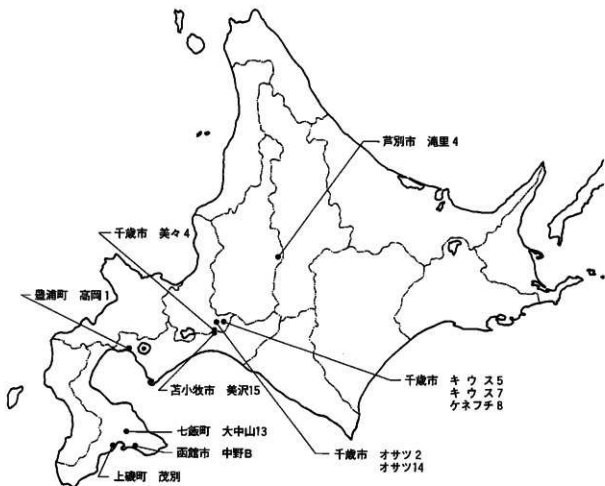 芦別市 滝里4
千歳市 美々4
豊浦町 高岡1
苫小牧市 美沢15
千歳市 キウス5
キウス7
ケネフチ8
七飯町 大中山13
函館市 中野B
千歳市 オサツ2
オサツ14
上磯町 茂別